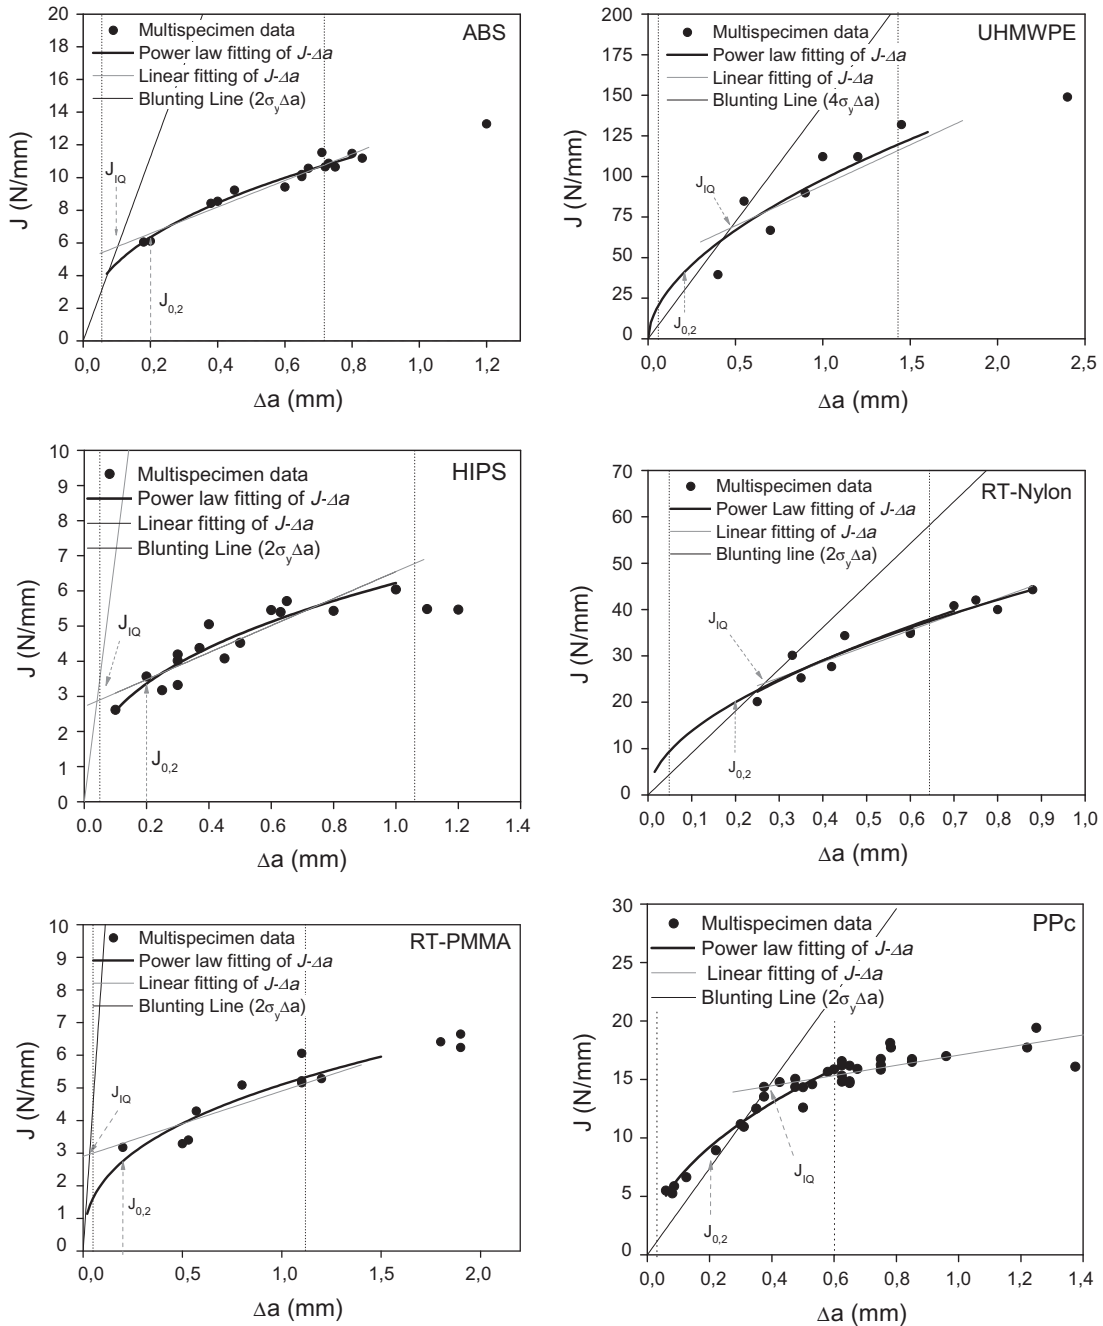 ABS
Multispecimen data
Power law fitting of J-Δa
Linear fitting of J-Δa
Blunting Line (2σyΔa)
JIQ
J0,2
20
18
16
14
12
10
8
6
4
2
0
0,0 0,2 0,4 0,6 0,8 1,0 1,2
J (N/mm)
Δa (mm)
UHMWPE
Multispecimen data
Power law fitting of J-Δa
Linear fitting of J-Δa
Blunting Line (4σyΔa)
JIQ
J0,2
200
175
150
125
100
75
50
25
0
0,0 0,5 1,0 1,5 2,0 2,5
J (N/mm)
Δa (mm)
HIPS
Multispecimen data
Power law fitting of J-Δa
Linear fitting of J-Δa
Blunting Line (2σyΔa)
JIQ
J0,2
10
9
8
7
6
5
4
3
2
1
0
0.0 0.2 0.4 0.6 0.8 1.0 1.2 1.4
J (N/mm)
Δa (mm)
RT-Nylon
Multispecimen data
Power Law fitting of J-Δa
Linear fitting of J-Δa
Blunting line (2σyΔa)
JIQ
J0,2
70
60
50
40
30
20
10
0
0,0 0,1 0,2 0,3 0,4 0,5 0,6 0,7 0,8 0,9 1,0
J (N/mm)
Δa (mm)
RT-PMMA
Multispecimen data
Power law fitting of J-Δa
Linear fitting of J-Δa
Blunting Line (2σyΔa)
JIQ
J0,2
10
9
8
7
6
5
4
3
2
1
0
0,0 0,5 1,0 1,5 2,0
J (N/mm)
Δa (mm)
PPc
Multispecimen data
Power law fitting of J-Δa
Linear fitting of J-Δa
Blunting Line (2σyΔa)
JIQ
J0,2
30
25
20
15
10
5
0
0,0 0,2 0,4 0,6 0,8 1,0 1,2 1,4
J (N/mm)
Δa (mm)